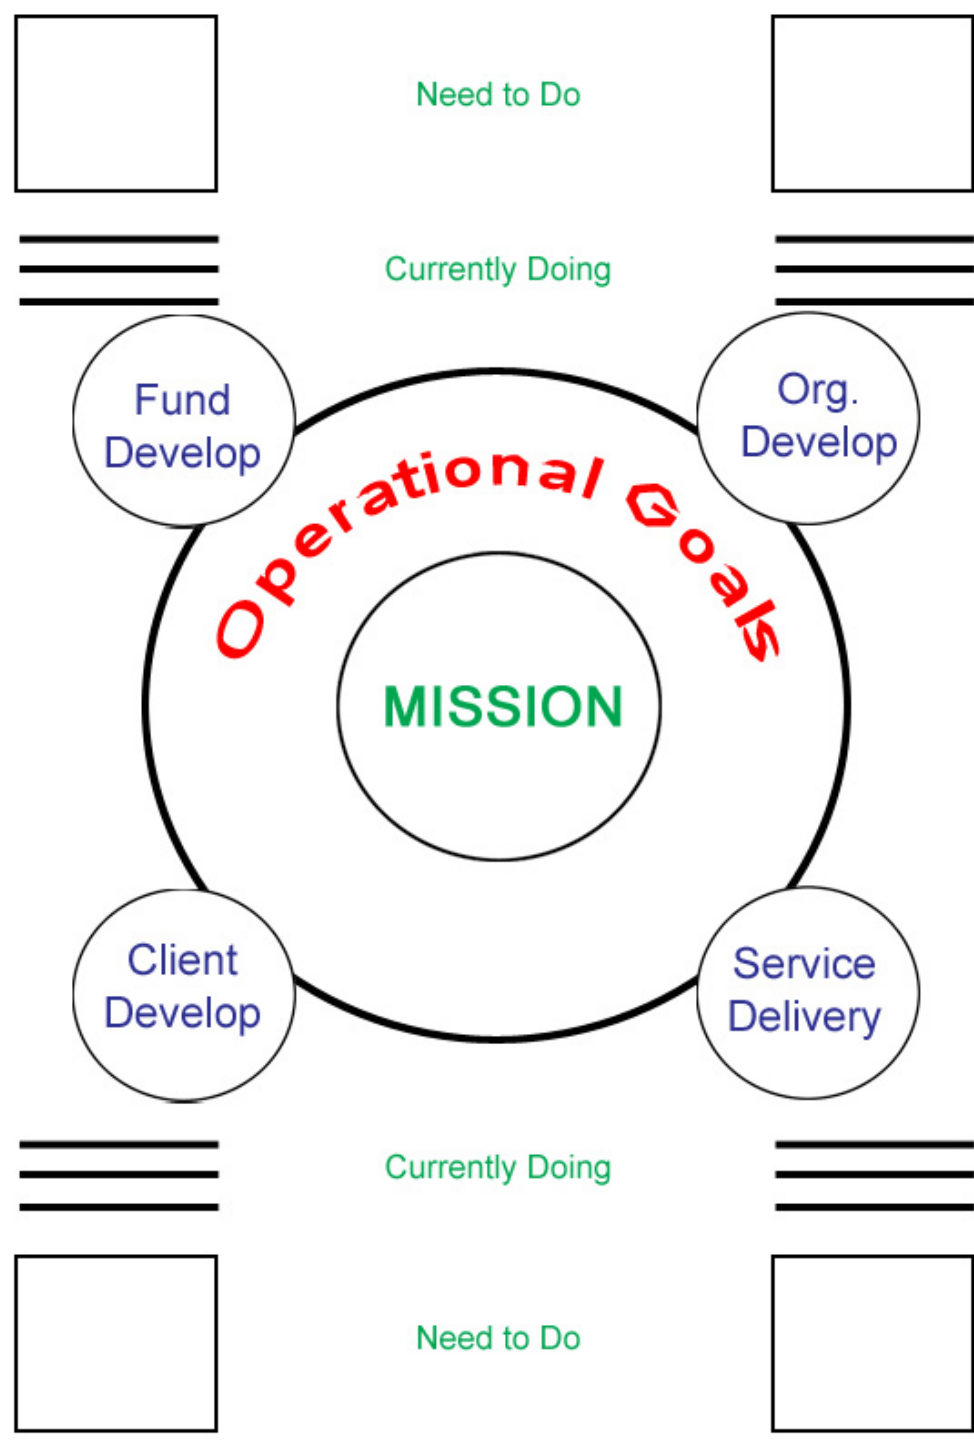 Need to Do
Currently Doing
Fund
Develop
Org.
Develop
Operational Goals
MISSION
Client
Develop
Service
Delivery
Currently Doing
Need to Do